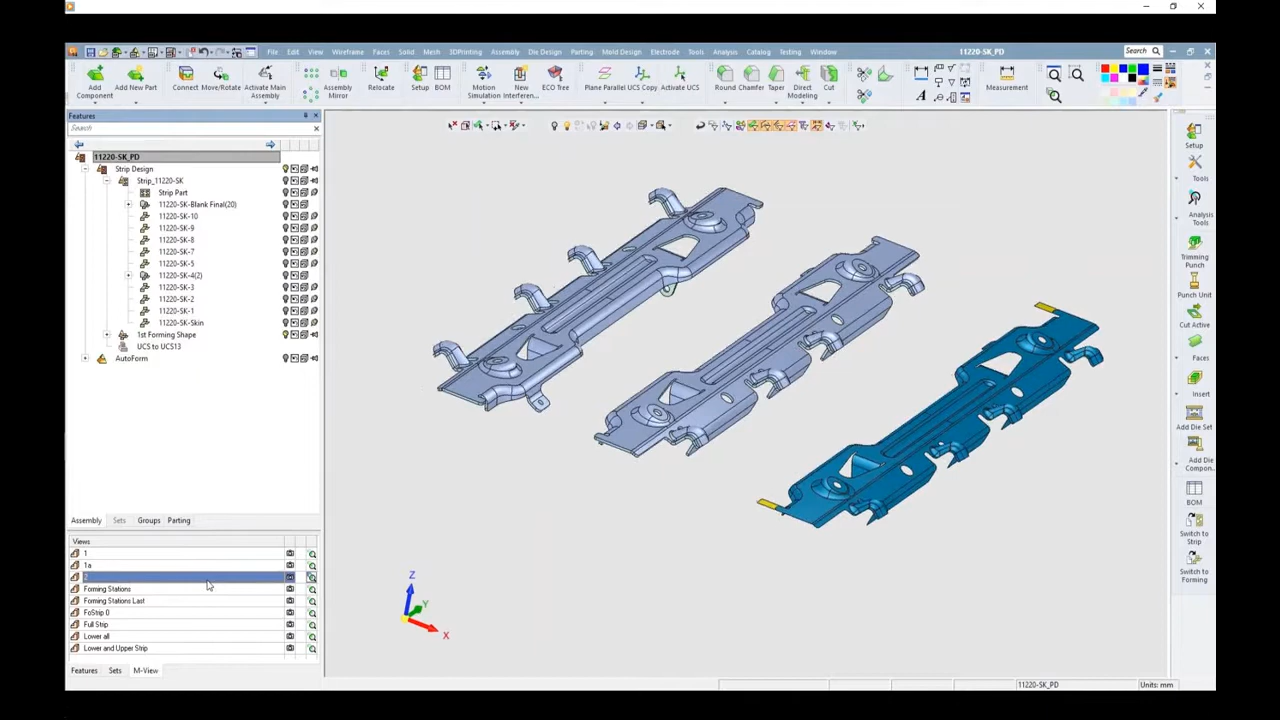 File Edit View Wireframe Faces Solid Mesh 3DPrinting Assembly Die Design Parting Mold Design Electrode Tools Analysis Catalog Testing Window 11220-SK_PD Search
Add Component
Add New Part
Connect
Move/Rotate
Activate Main Assembly
Assembly Mirror
Relocate
Setup
BOM
Motion Simulation
New Interferen...
ECO Tree
Plane Parallel
UCS Copy
Activate UCS
Round
Chamfer
Taper
Direct Modeling
Cut
Measurement
Features
Search
11220-SK_PD
Strip Design
Strip_11220-SK
Strip Part
11220-SK-Blank Final(20)
11220-SK-10
11220-SK-9
11220-SK-8
11220-SK-7
11220-SK-5
11220-SK-4(2)
11220-SK-3
11220-SK-2
11220-SK-1
11220-SK-Skin
1st Forming Shape
UCS to UCS13
AutoForm
Assembly Sets Groups Parting
Views
1
1a
2
Forming Stations
Forming Stations Last
FoStrip 0
Full Strip
Lower all
Lower and Upper Strip
Features Sets M-View
Z
Y
X
Setup
Tools
Analysis Tools
Trimming Punch
Punch Unit
Cut Active
Faces
Insert
Add Die Set
Add Die Compon...
BOM
Switch to Strip
Switch to Forming
11220-SK_PD
Units: mm